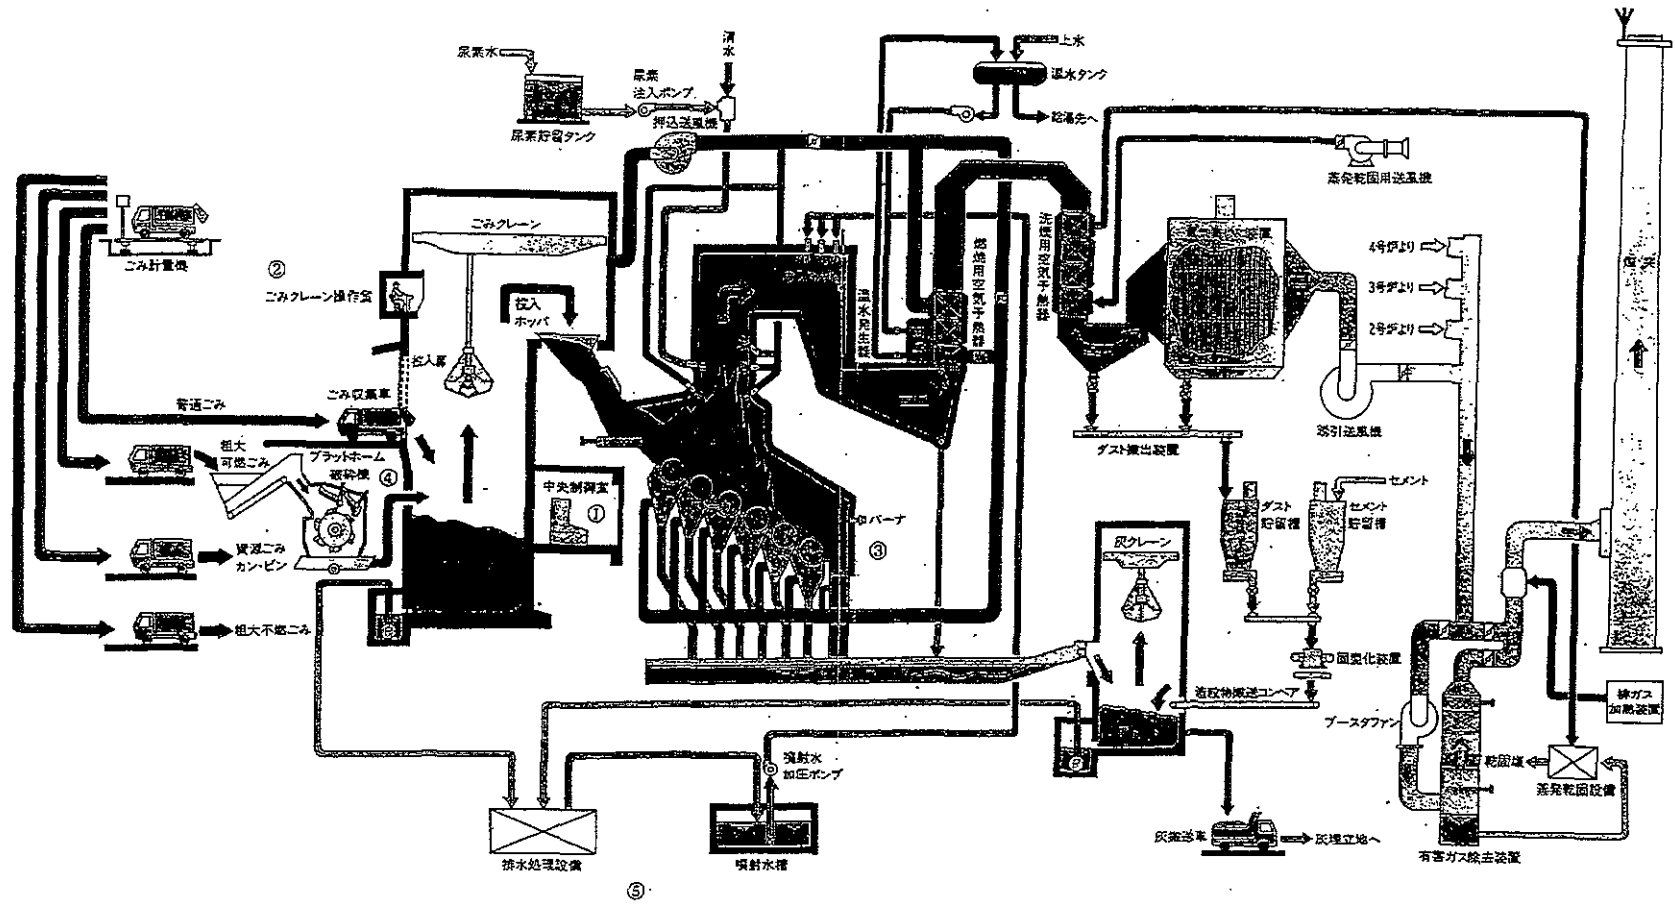 尿素水
清水
尿素
注入ポンプ
押込送風機
尿素貯留タンク
上水
温水タンク
給湯先へ
蒸発乾固用送風機
ごみ計量機
②
ごみクレーン操作室
ごみクレーン
投入
ホッパ
投入扉
ごみ収集車
普通ごみ
プラットホーム
粗大
可燃ごみ
破砕機
④
資源ごみ
カン・ビン
粗大不燃ごみ
中央制御室
①
バーナ
③
温水発生器
燃焼用空気予熱器
洗煙用空気予熱器
4号炉より
3号炉より
2号炉より
誘引送風機
ダスト搬出装置
ダスト
貯留槽
セメント
セメント
貯留槽
固型化装置
灰クレーン
造粒物搬送コンベア
排ガス
加熱装置
ブースタファン
乾固塩
蒸発乾固設備
有害ガス除去装置
噴射水
加圧ポンプ
噴射水槽
排水処理設備
灰搬送車
灰埋立地へ
P
⑤